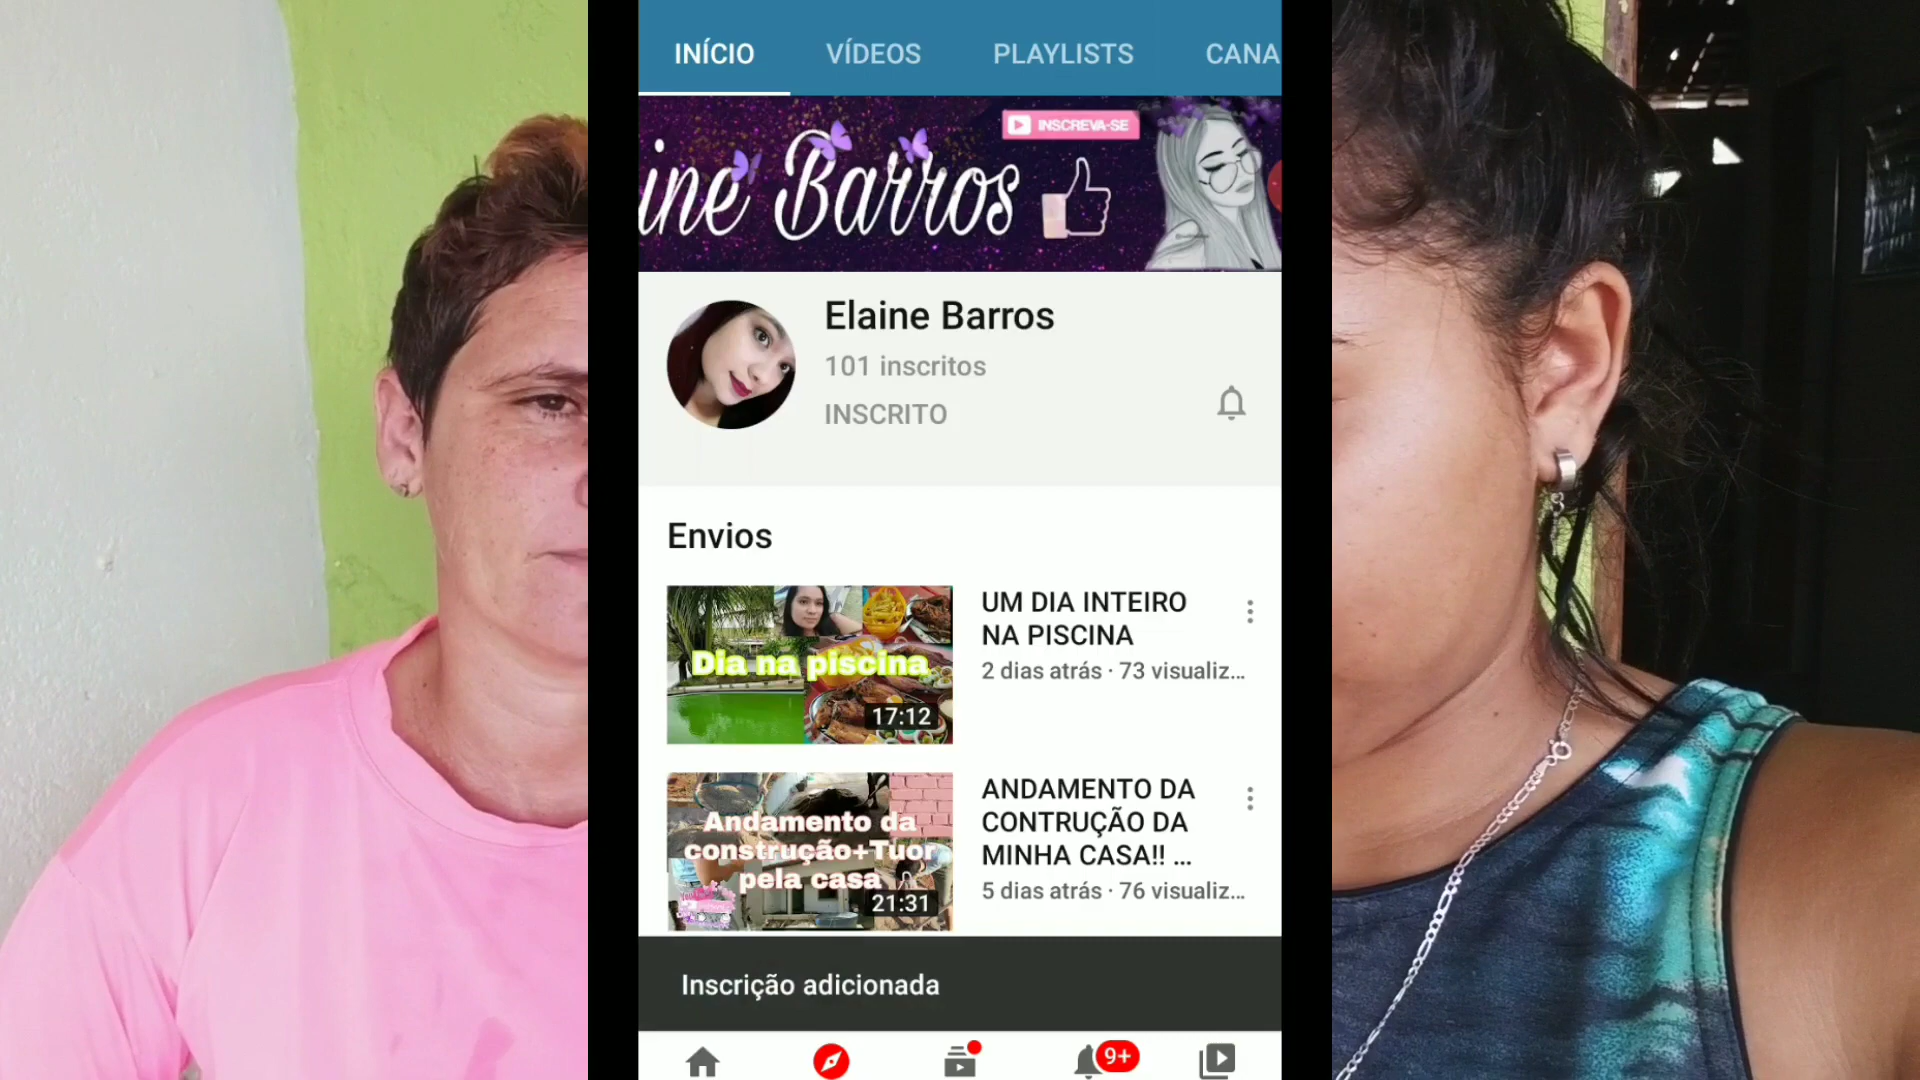 INÍCIO VÍDEOS PLAYLISTS CANA
INSCREVA-SE
ine Barros
Elaine Barros
101 inscritos
INSCRITO
Envios
Dia na piscina
17:12
UM DIA INTEIRO
NA PISCINA
2 dias atrás · 73 visualiz...
Andamento da
construção+Tuor
pela casa
21:31
ANDAMENTO DA
CONTRUÇÃO DA
MINHA CASA!! ...
5 dias atrás · 76 visualiz...
Inscrição adicionada
9+